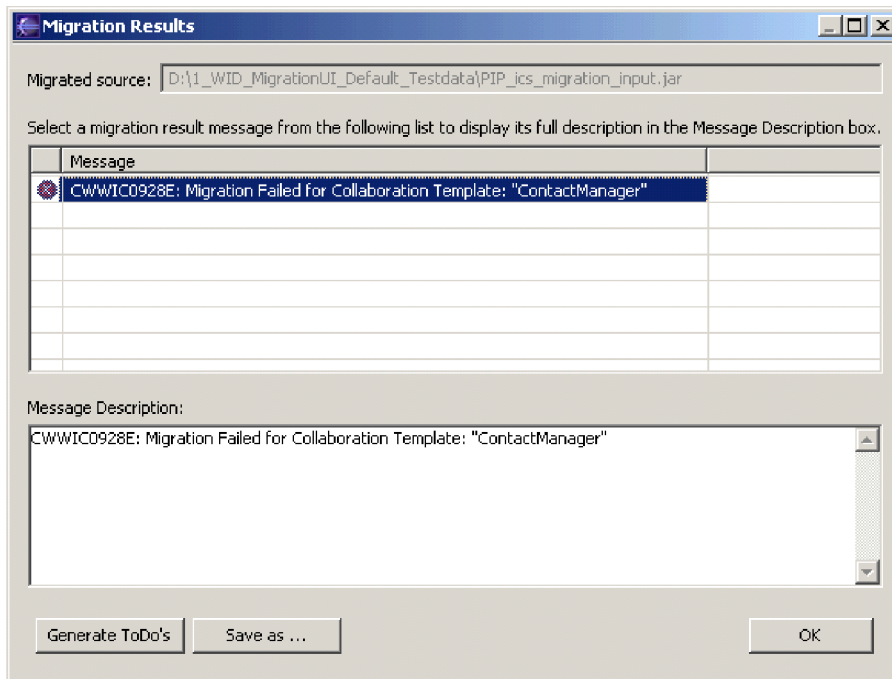 Migration Results
Migrated source: D:\1_WID_MigrationUI_Default_Testdata\PIP_ics_migration_input.jar
Select a migration result message from the following list to display its full description in the Message Description box.
Message
CWWIC0928E: Migration Failed for Collaboration Template: "ContactManager"
Message Description:
CWWIC0928E: Migration Failed for Collaboration Template: "ContactManager"
Generate ToDo's Save as ... OK